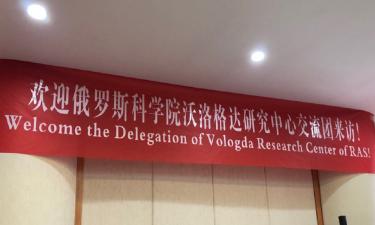 欢迎俄罗斯科学院沃洛格达研究中心交流团来访！
Welcome the Delegation of Vologda Research Center of RAS!